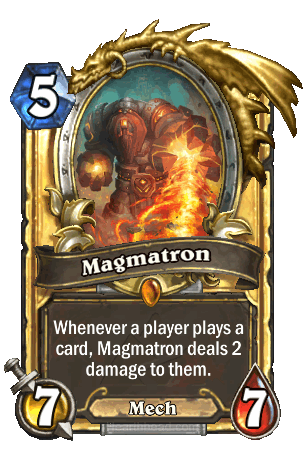 5
Magmatron
Whenever a player plays a
card, Magmatron deals 2
damage to them.
7
Mech
7